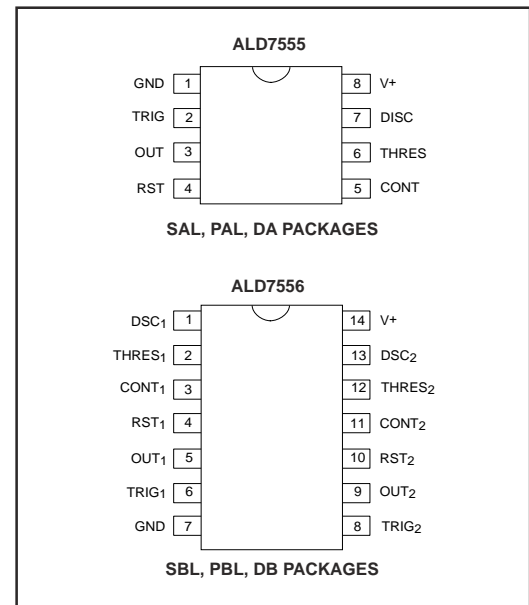 ALD7555
GND 1 8 V+
TRIG 2 7 DISC
OUT 3 6 THRES
RST 4 5 CONT
SAL, PAL, DA PACKAGES
ALD7556
DSC1 1 14 V+
THRES1 2 13 DSC2
CONT1 3 12 THRES2
RST1 4 11 CONT2
OUT1 5 10 RST2
TRIG1 6 9 OUT2
GND 7 8 TRIG2
SBL, PBL, DB PACKAGES